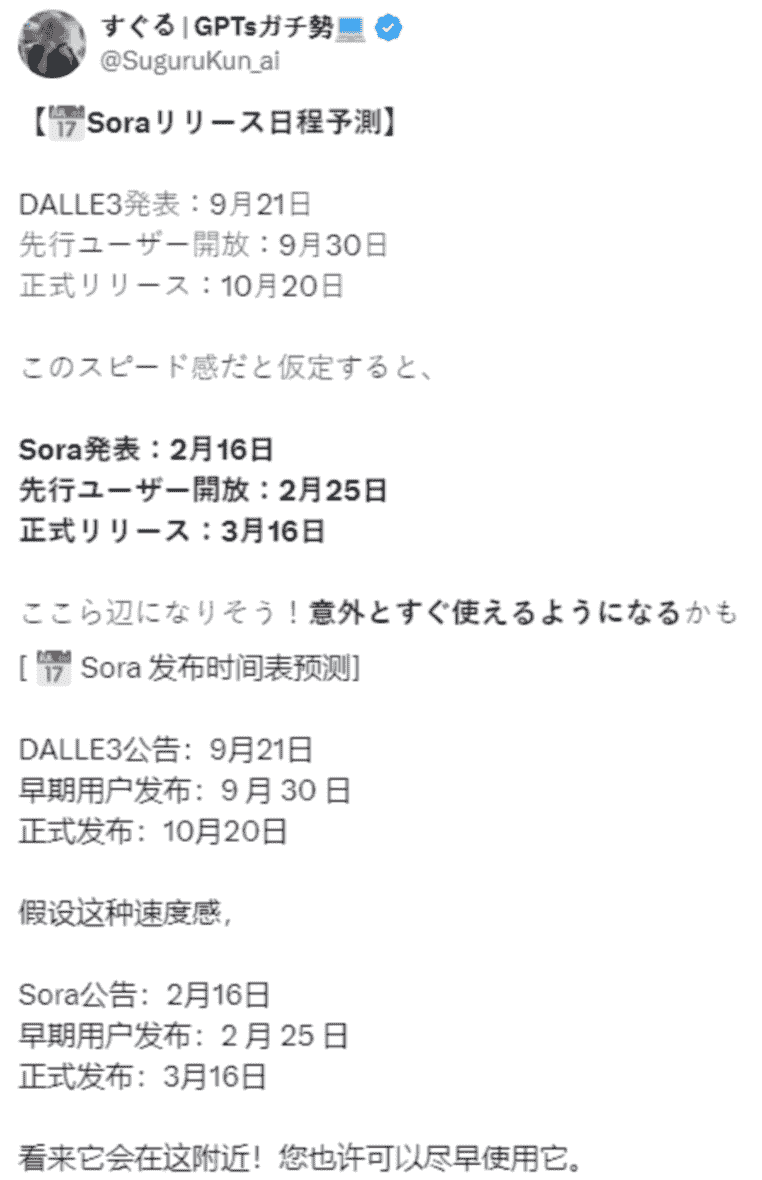 すぐる | GPTsガチ勢💻
@SuguruKun_ai
【📅Soraリリース日程予測】
DALLE3発表：9月21日
先行ユーザー開放：9月30日
正式リリース：10月20日
このスピード感だと仮定すると、
Sora発表：2月16日
先行ユーザー開放：2月25日
正式リリース：3月16日
ここら辺になりそう！意外とすぐ使えるようになるかも
[ 📅 Sora 发布时间表预测]
DALLE3公告：9月21日
早期用户发布：9 月 30 日
正式发布：10月20日
假设这种速度感，
Sora公告：2月16日
早期用户发布：2 月 25 日
正式发布：3月16日
看来它会在这附近！您也许可以尽早使用它。